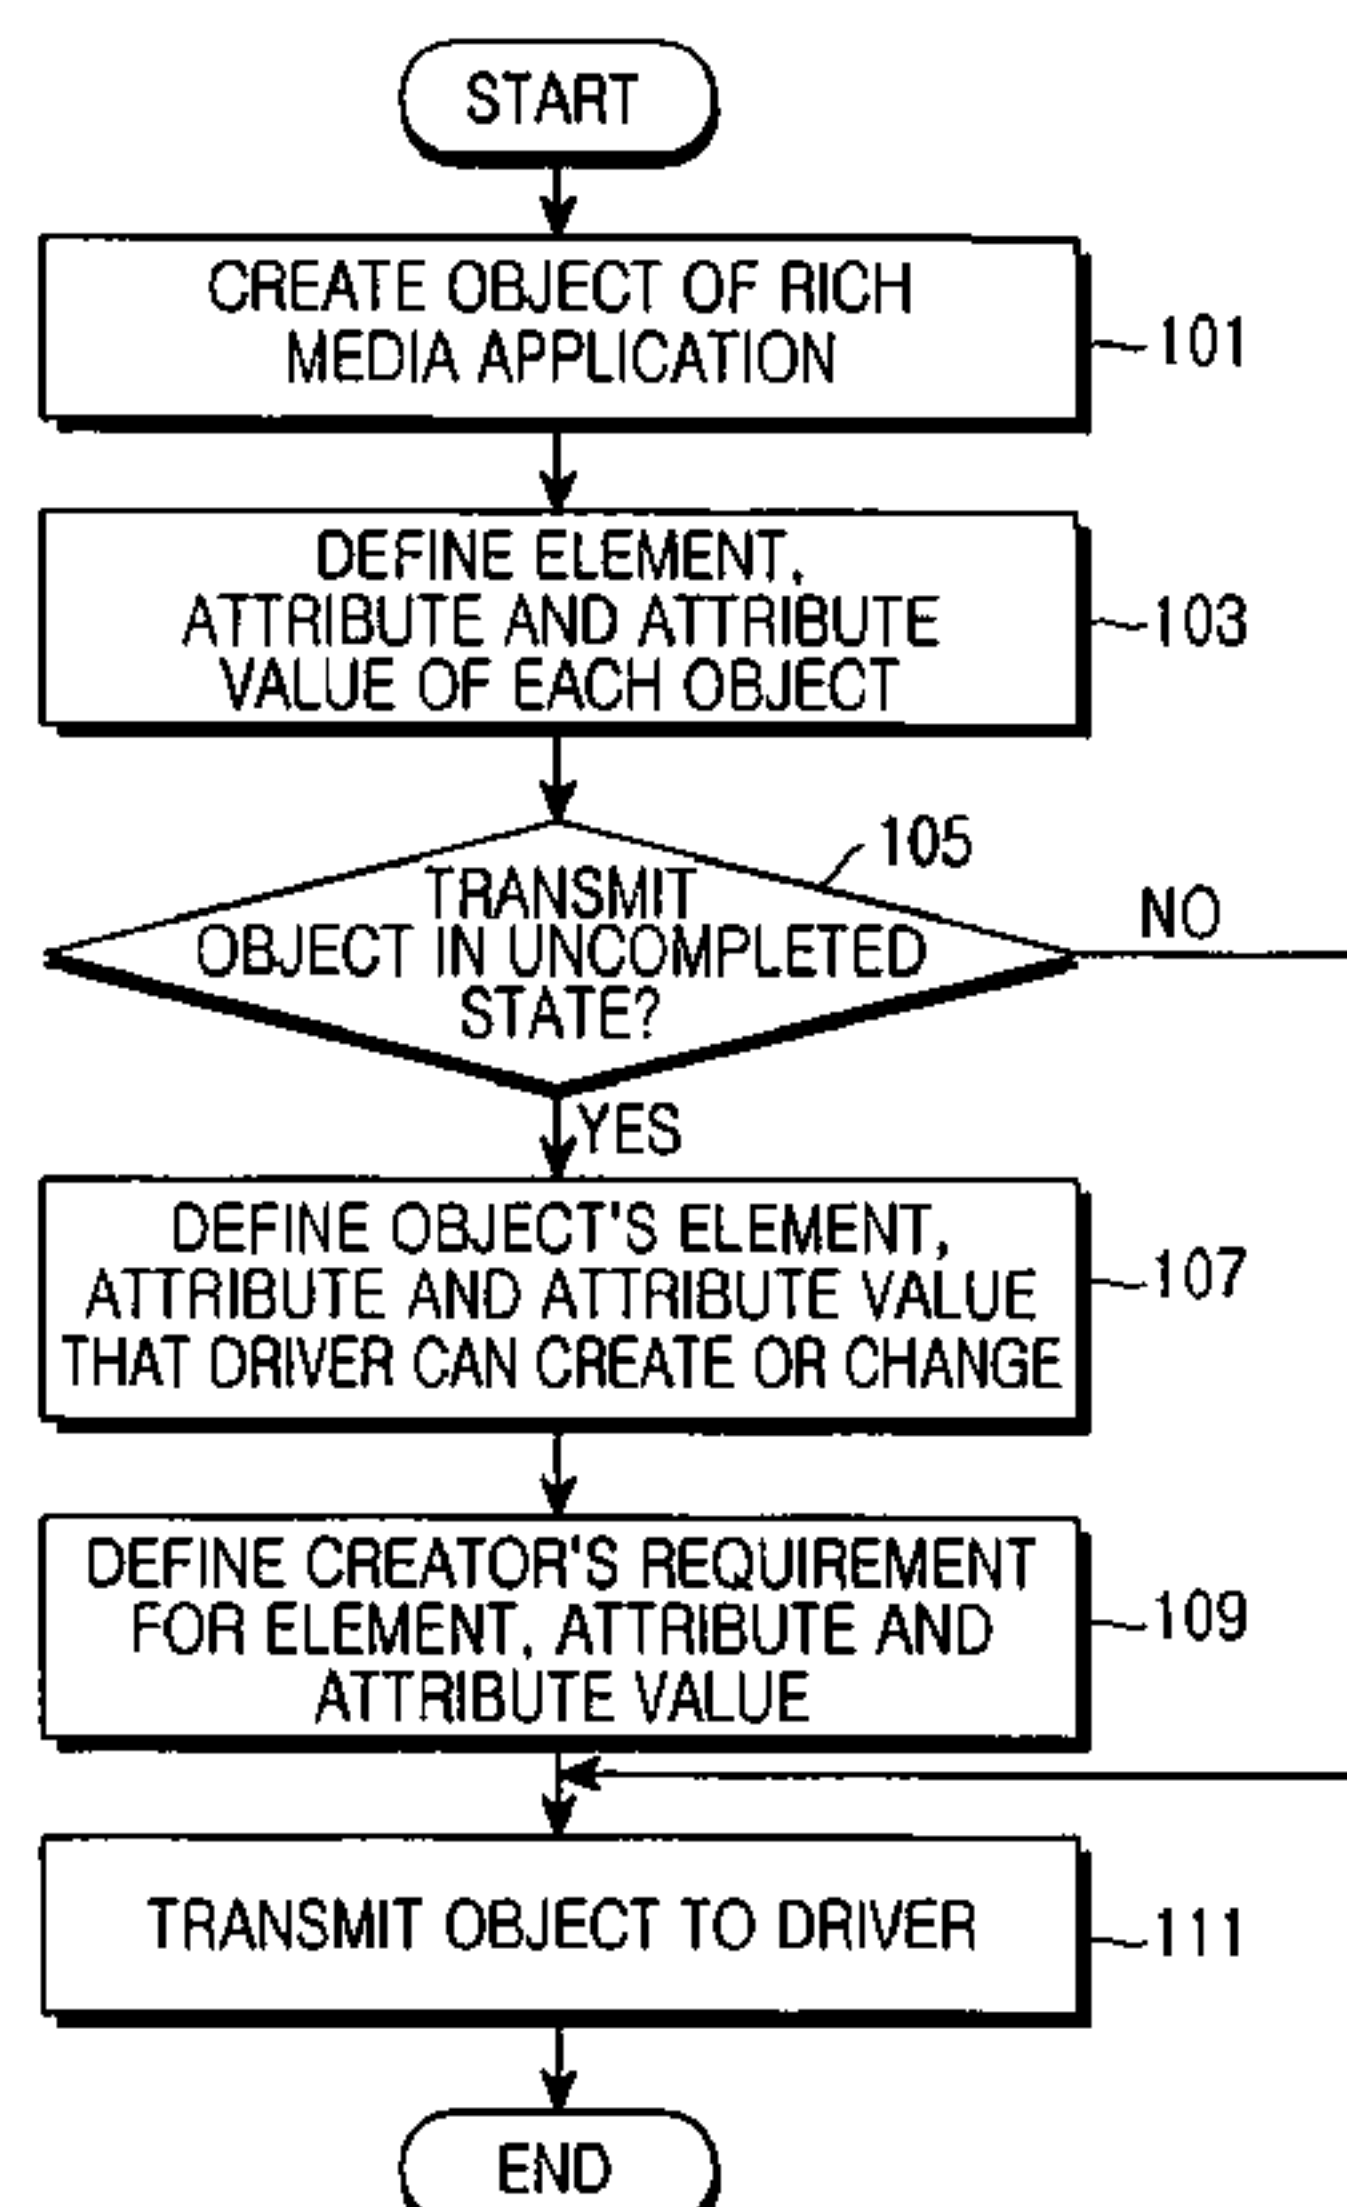 START
CREATE OBJECT OF RICH
MEDIA APPLICATION
101
DEFINE ELEMENT,
ATTRIBUTE AND ATTRIBUTE
VALUE OF EACH OBJECT
103
105
TRANSMIT
OBJECT IN UNCOMPLETED
STATE?
NO
YES
DEFINE OBJECT'S ELEMENT,
ATTRIBUTE AND ATTRIBUTE VALUE
THAT DRIVER CAN CREATE OR CHANGE
107
DEFINE CREATOR'S REQUIREMENT
FOR ELEMENT, ATTRIBUTE AND
ATTRIBUTE VALUE
109
TRANSMIT OBJECT TO DRIVER
111
END